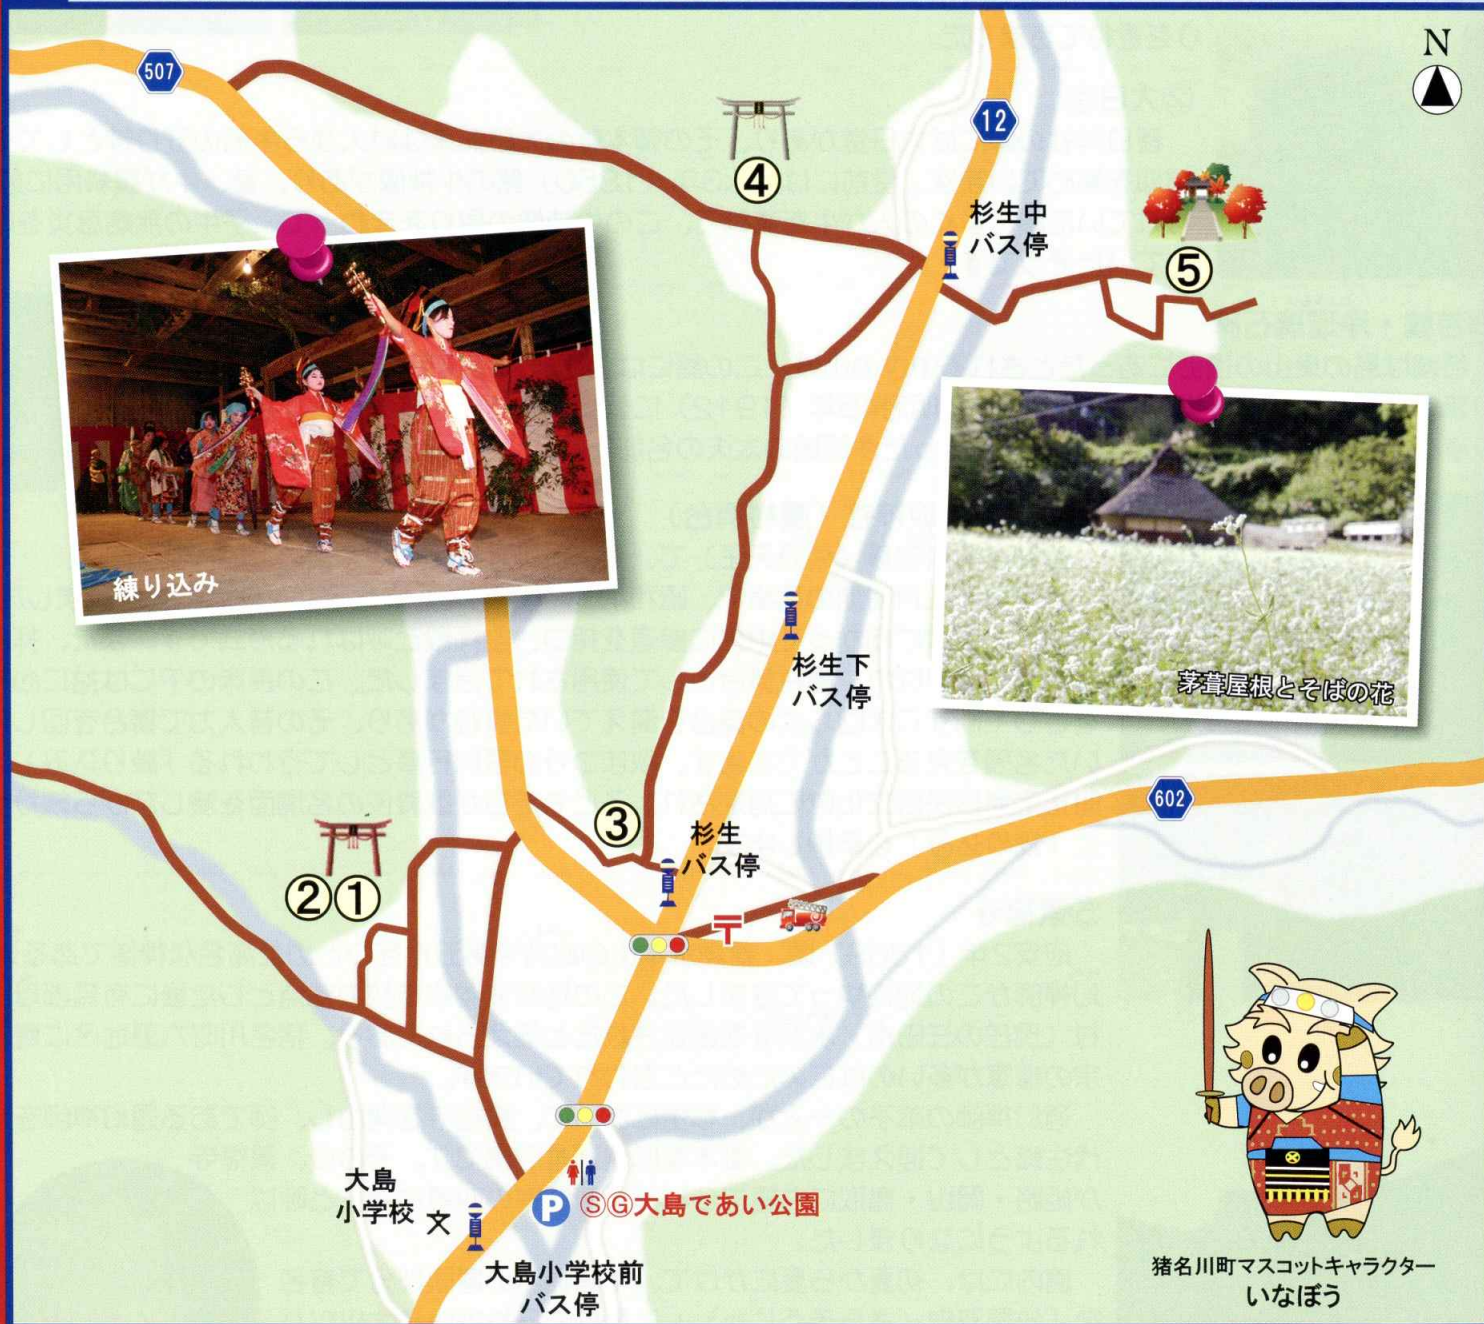 N
507
12
④
杉生中
バス停
⑤
練り込み
杉生下
バス停
茅葺屋根とそばの花
602
③
杉生
バス停
②①
〒
大島
小学校
文
P
ⓈⒼ大島であい公園
大島小学校前
バス停
猪名川町マスコットキャラクター
いなぼう